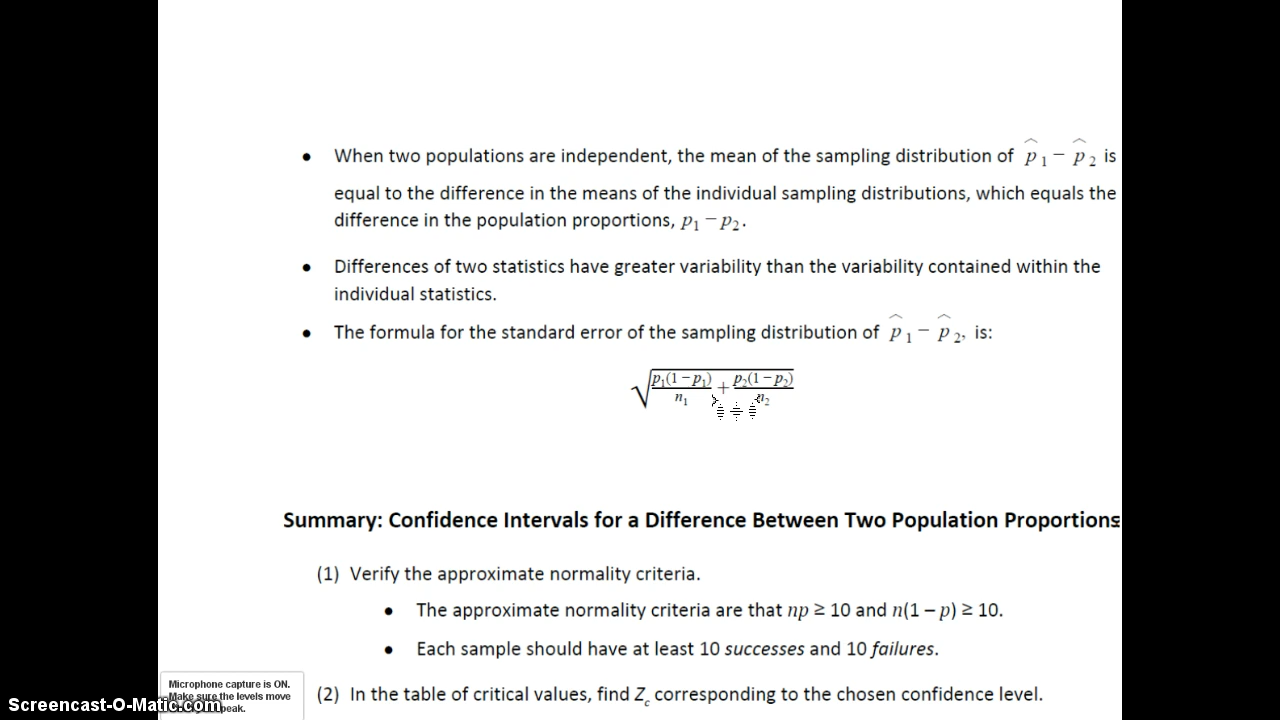 • When two populations are independent, the mean of the sampling distribution of p̂₁ − p̂₂ is
equal to the difference in the means of the individual sampling distributions, which equals the
difference in the population proportions, p₁ − p₂.
• Differences of two statistics have greater variability than the variability contained within the
individual statistics.
• The formula for the standard error of the sampling distribution of p̂₁ − p̂₂, is:
√(p₁(1 − p₁)/n₁ + p₂(1 − p₂)/n₂)
Summary: Confidence Intervals for a Difference Between Two Population Proportions
(1) Verify the approximate normality criteria.
• The approximate normality criteria are that np ≥ 10 and n(1 – p) ≥ 10.
• Each sample should have at least 10 successes and 10 failures.
(2) In the table of critical values, find Z_c corresponding to the chosen confidence level.
Microphone capture is ON.
Make sure the levels move
peak.
Screencast-O-Matic.com